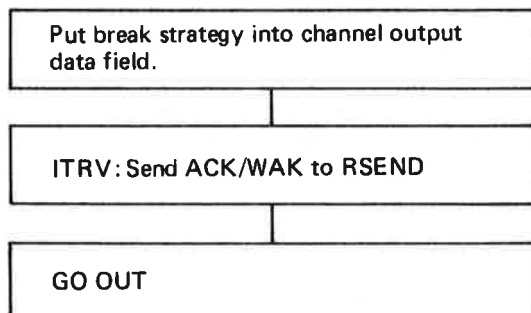 Put break strategy into channel output
data field.
ITRV: Send ACK/WAK to RSEND
GO OUT